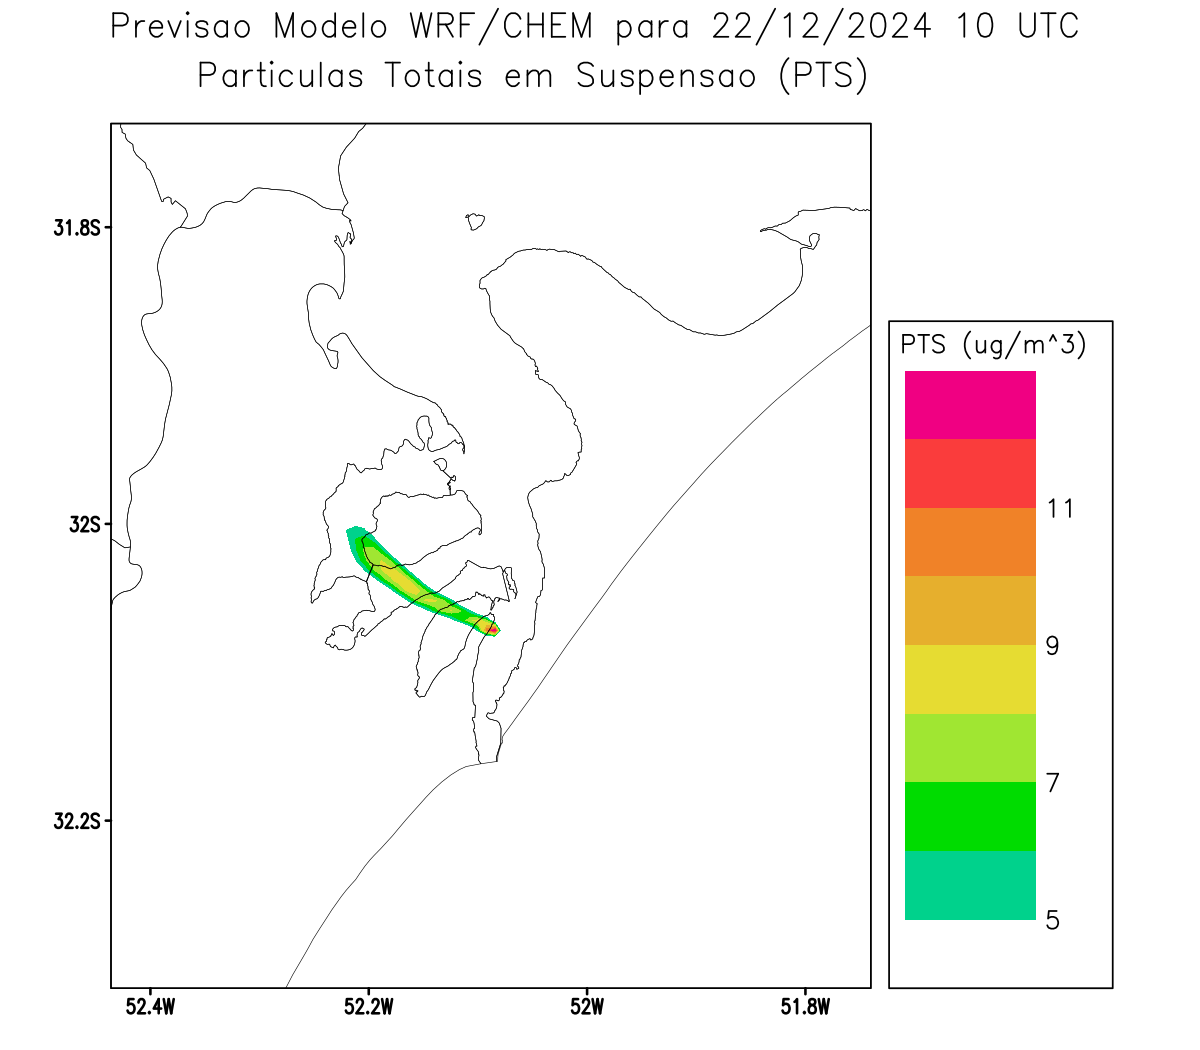 Previsao Modelo WRF/CHEM para 22/12/2024 10 UTC
Particulas Totais em Suspensao (PTS)
31.8S
32S
32.2S
52.4W
52.2W
52W
51.8W
PTS (ug/m^3)
11
9
7
5